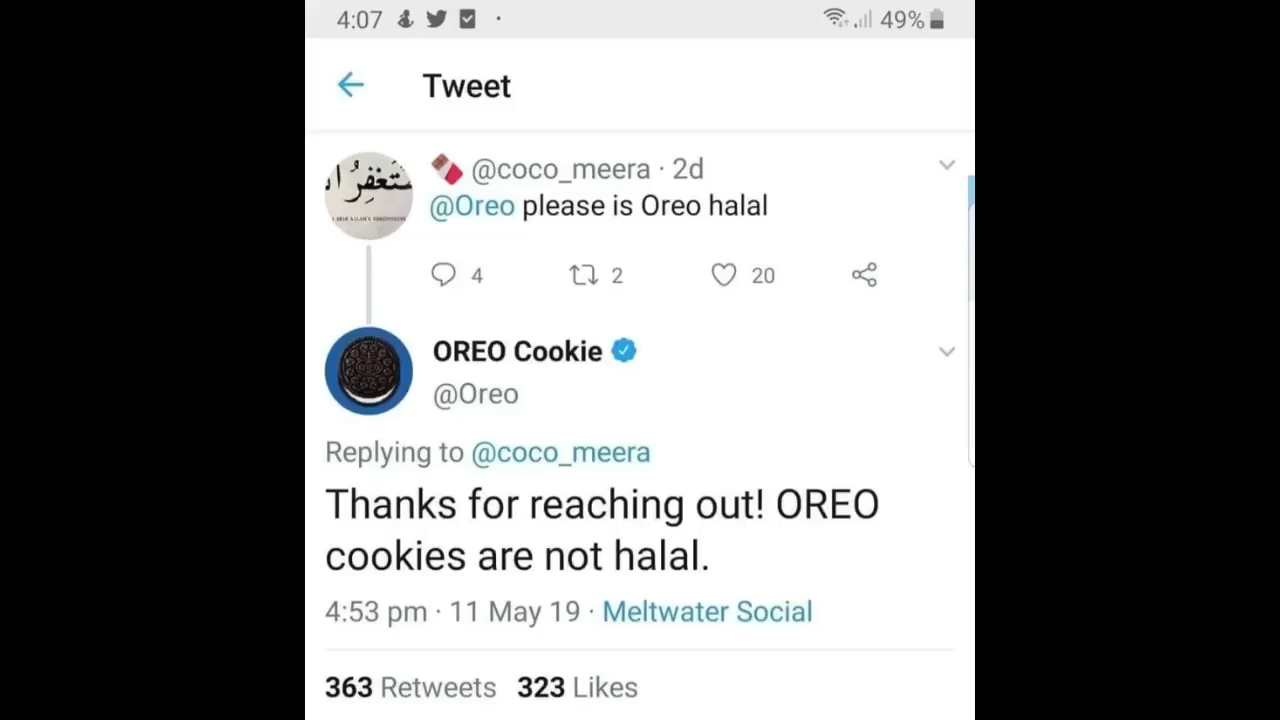 4:07
49%
Tweet
ستغفر ا
@coco_meera · 2d
@Oreo please is Oreo halal
4 2 20
OREO Cookie
@Oreo
Replying to @coco_meera
Thanks for reaching out! OREO
cookies are not halal.
4:53 pm · 11 May 19 · Meltwater Social
363 Retweets 323 Likes